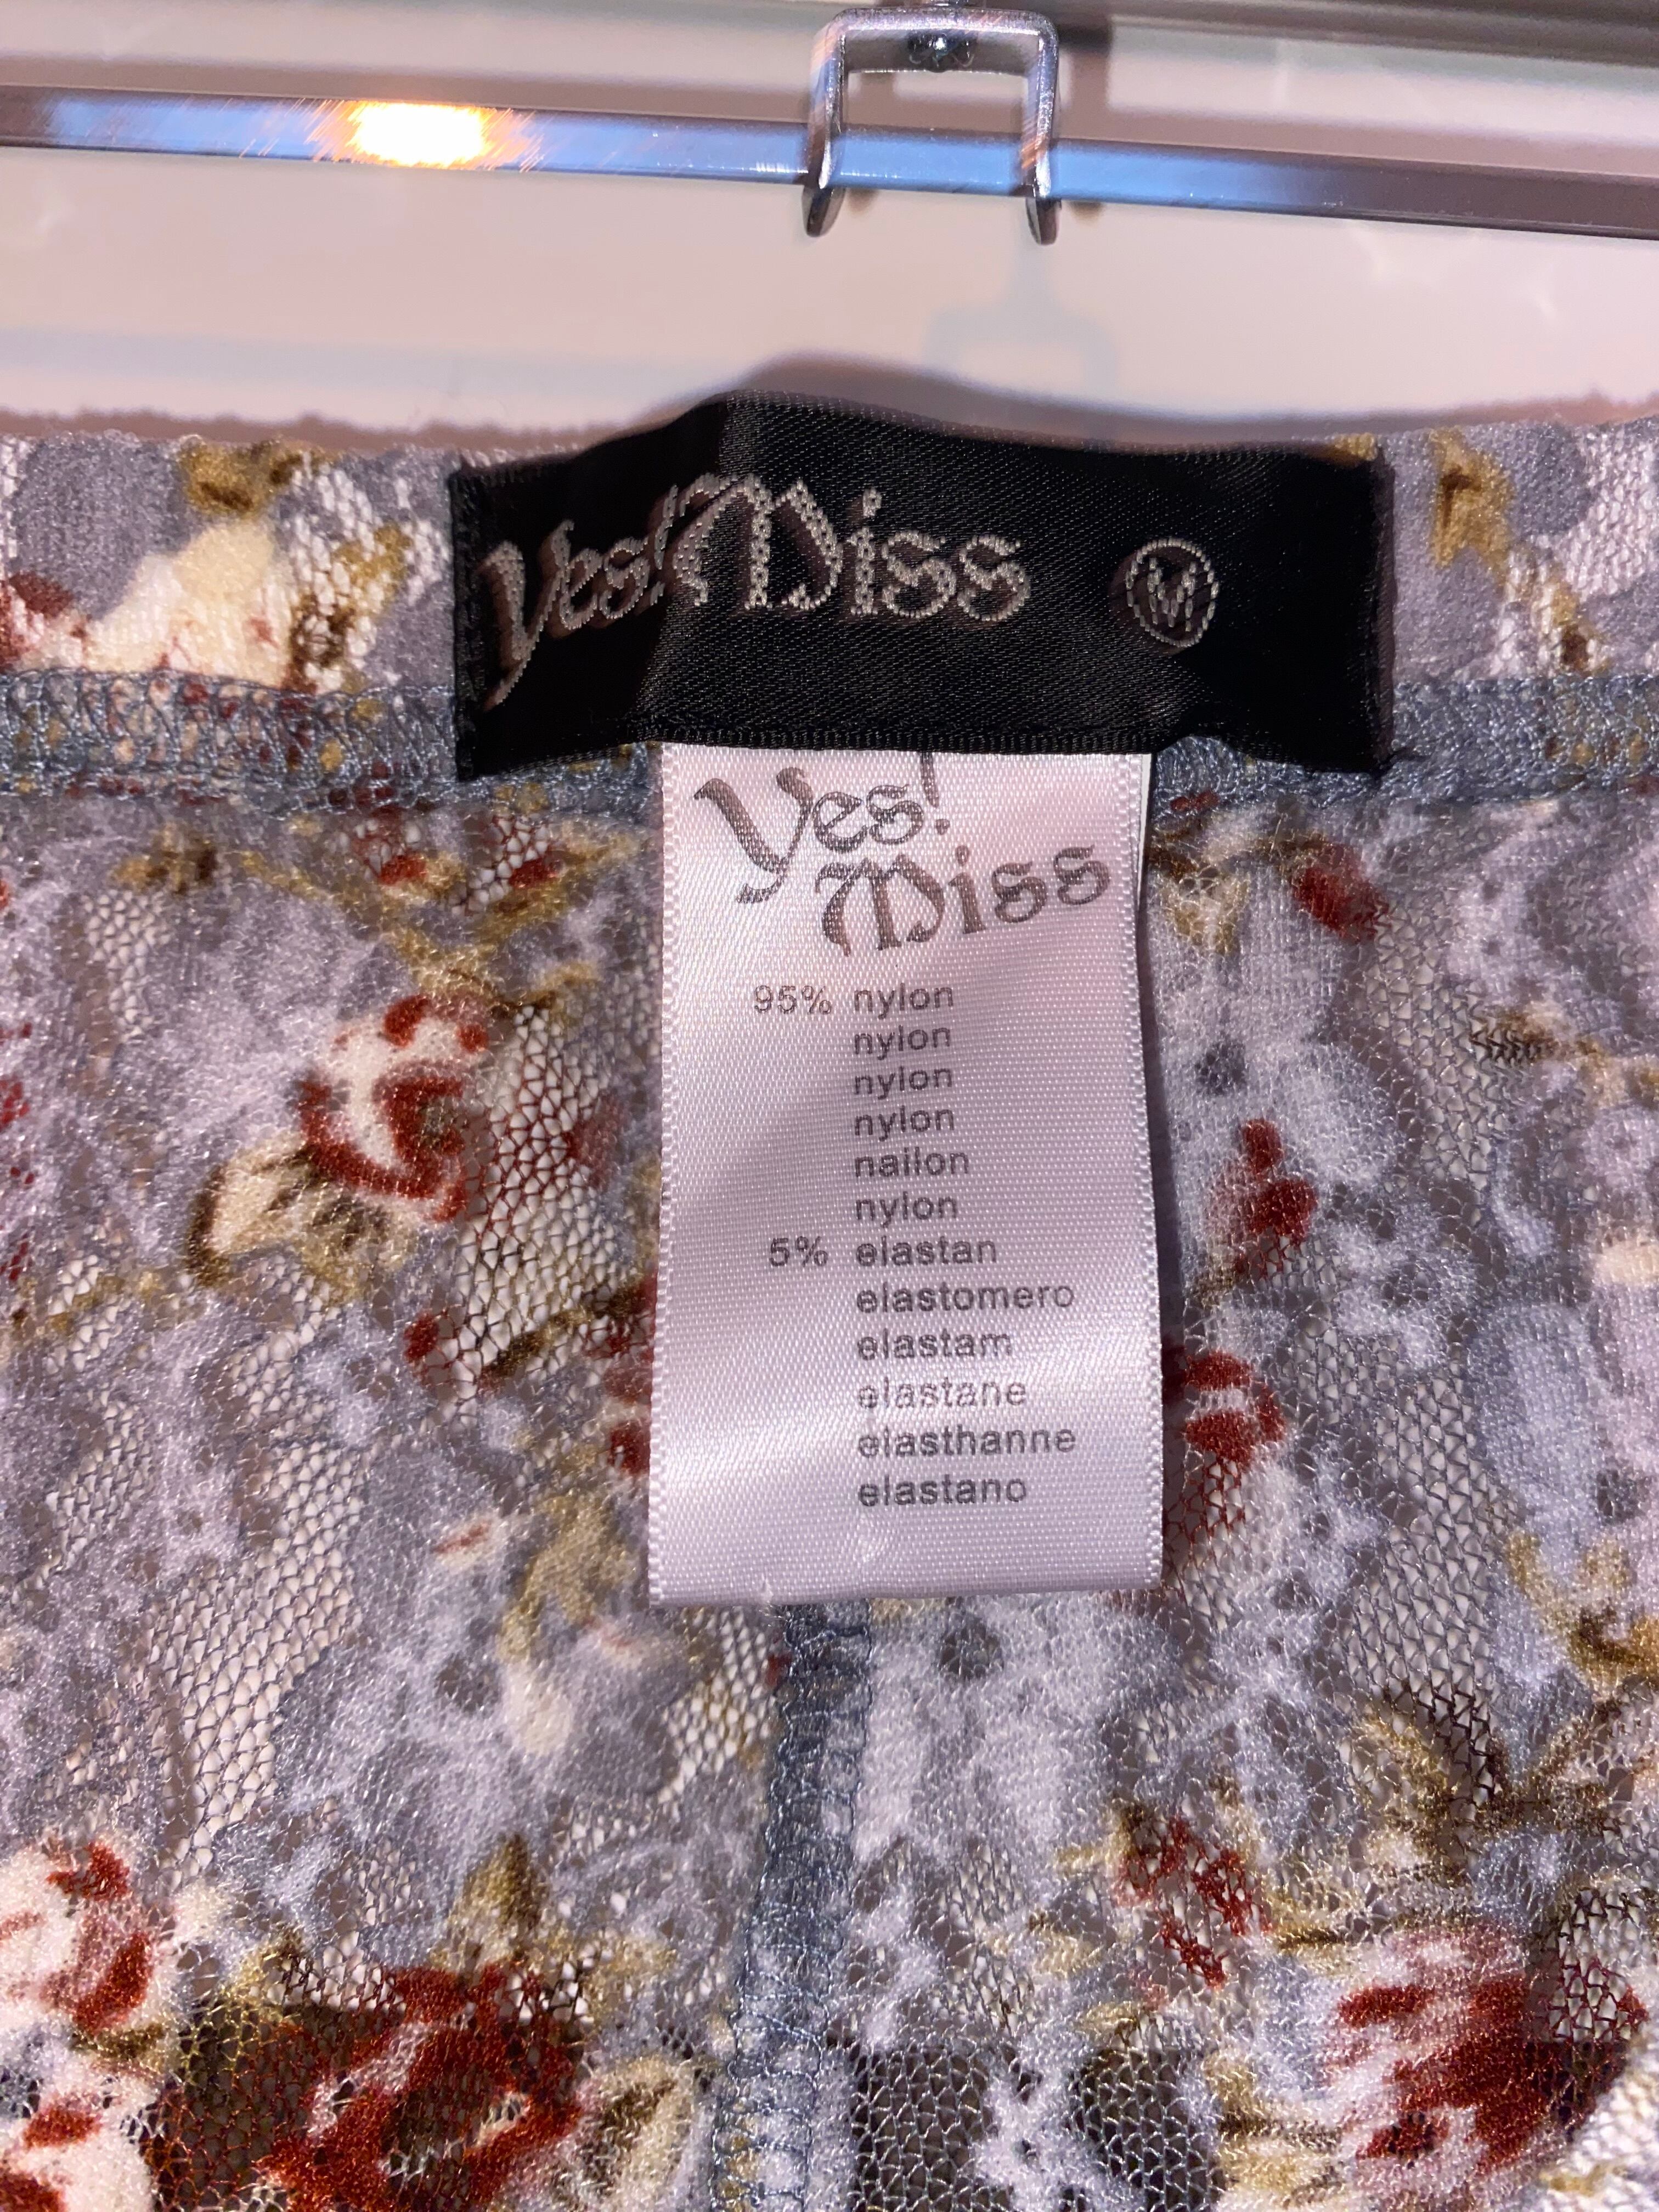 Yes! Miss M
Yes!
Miss
95% nylon
nylon
nylon
nylon
nailon
nylon
5% elastan
elastomero
elastam
elastane
elasthanne
elastano